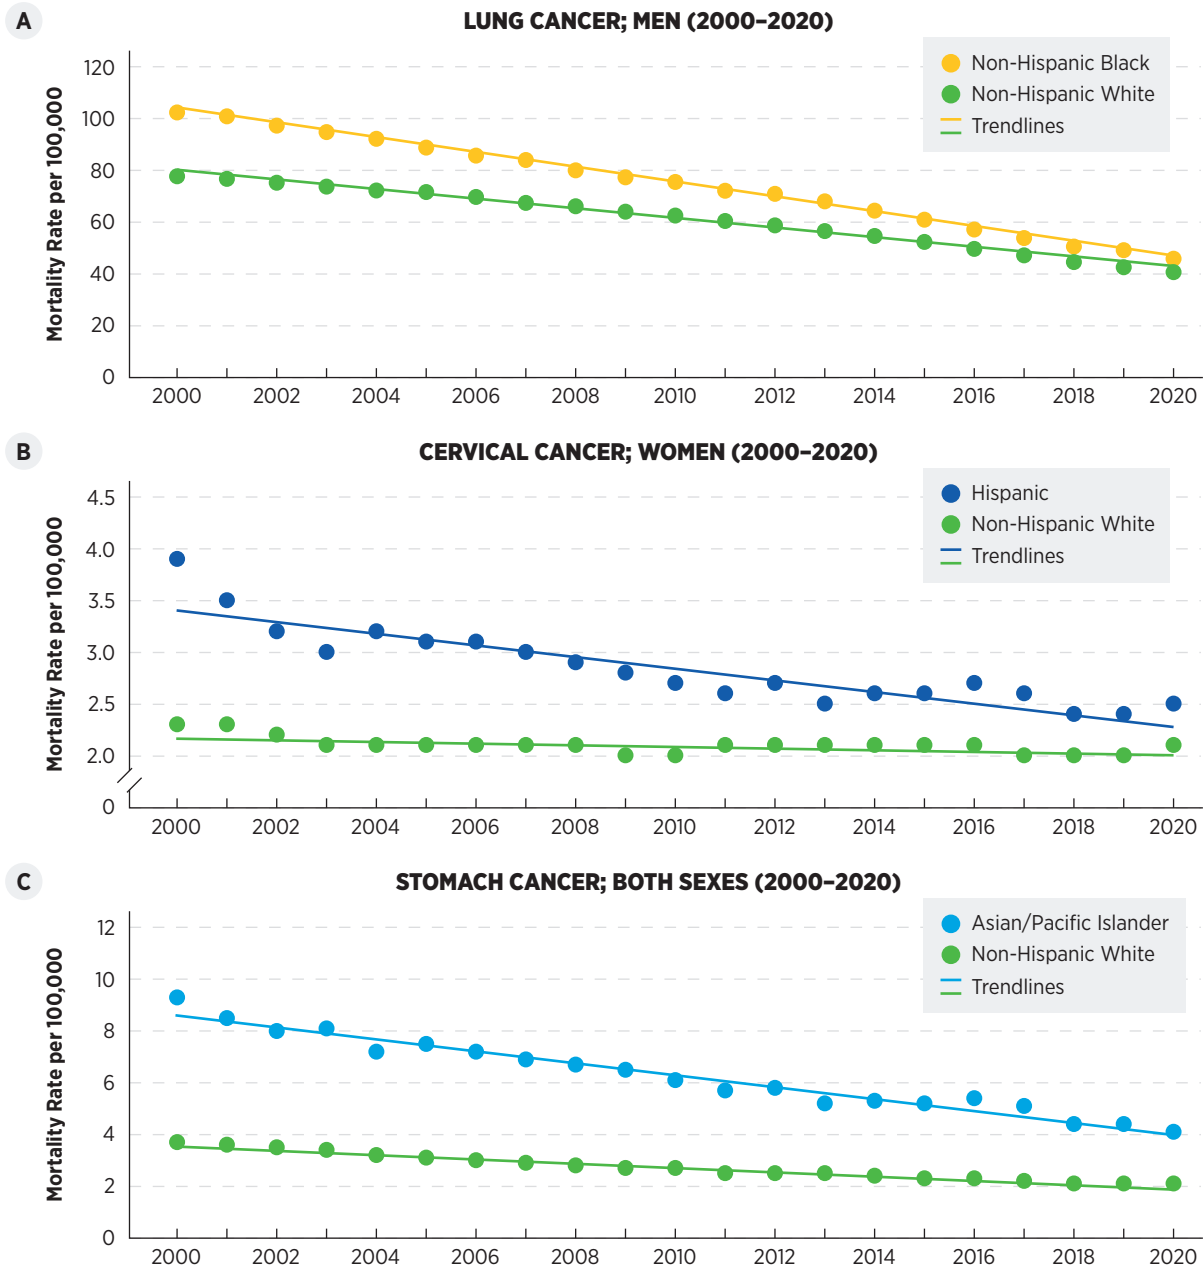 A
LUNG CANCER; MEN (2000–2020)
Mortality Rate per 100,000
120
100
80
60
40
20
0
Non-Hispanic Black
Non-Hispanic White
Trendlines
2000 2002 2004 2006 2008 2010 2012 2014 2016 2018 2020
B
CERVICAL CANCER; WOMEN (2000–2020)
Mortality Rate per 100,000
4.5
4.0
3.5
3.0
2.5
2.0
0
Hispanic
Non-Hispanic White
Trendlines
2000 2002 2004 2006 2008 2010 2012 2014 2016 2018 2020
C
STOMACH CANCER; BOTH SEXES (2000–2020)
Mortality Rate per 100,000
12
10
8
6
4
2
0
Asian/Pacific Islander
Non-Hispanic White
Trendlines
2000 2002 2004 2006 2008 2010 2012 2014 2016 2018 2020